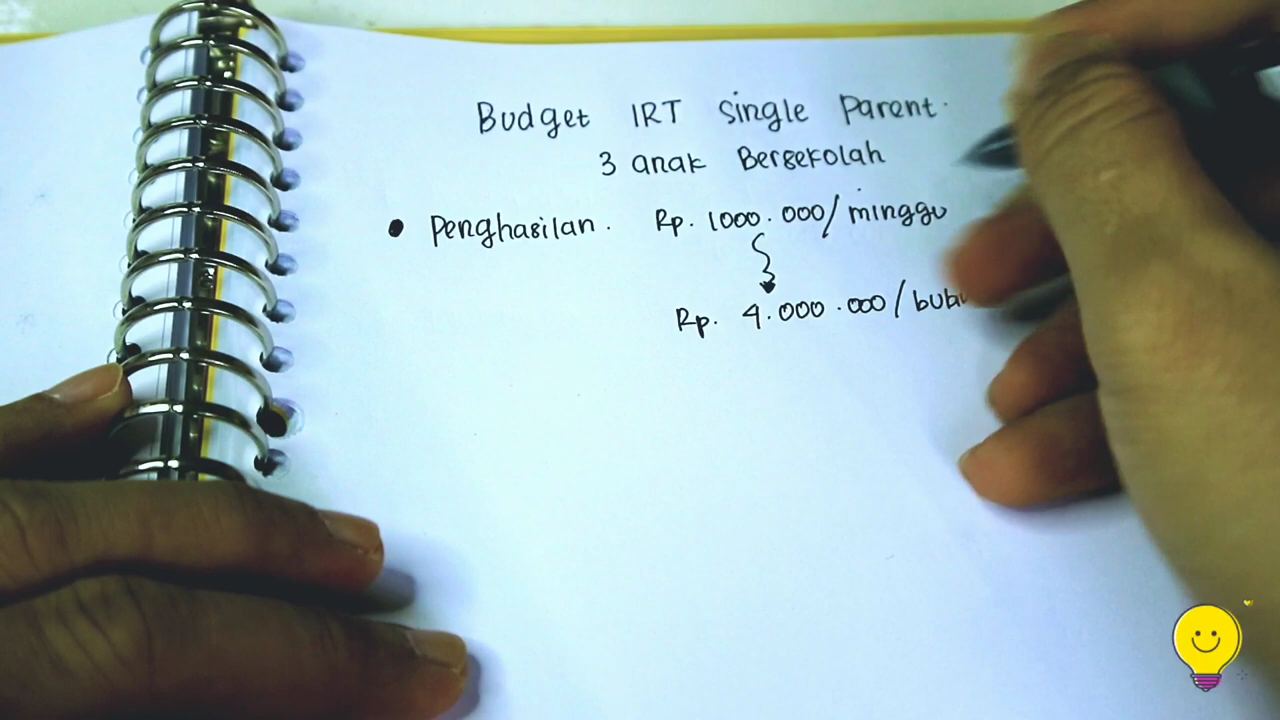 Budget IRT Single Parent.
3 anak Bersekolah
• Penghasilan. Rp. 1000.000/minggu
Rp. 4.000.000/